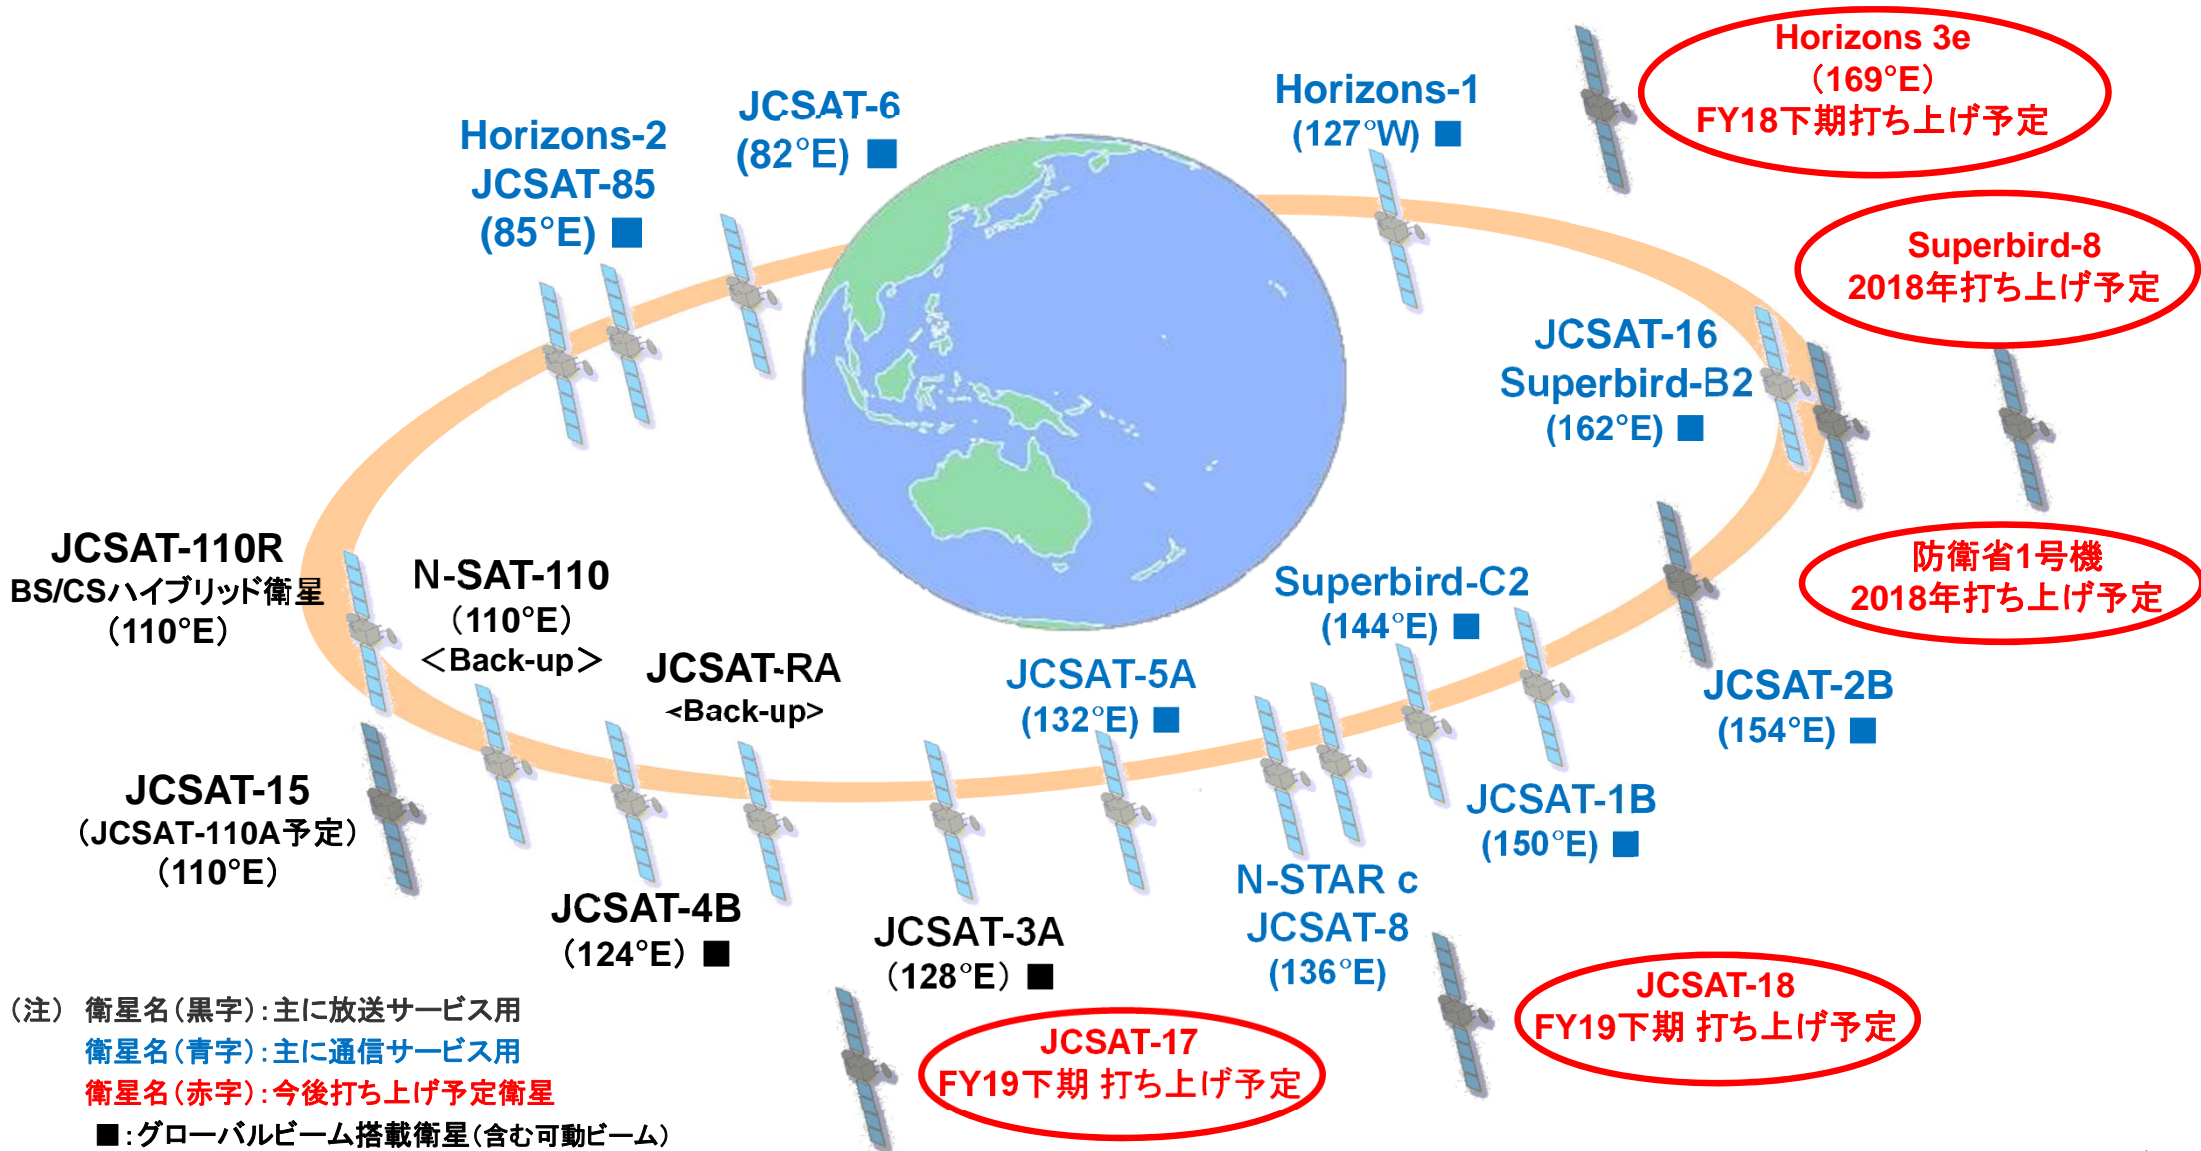 Horizons 3e
（169°E）
FY18下期打ち上げ予定
Horizons-1
(127°W) ■
JCSAT-6
(82°E) ■
Horizons-2
JCSAT-85
(85°E) ■
Superbird-8
2018年打ち上げ予定
JCSAT-16
Superbird-B2
(162°E) ■
防衛省1号機
2018年打ち上げ予定
JCSAT-110R
BS/CSハイブリッド衛星
（110°E）
N-SAT-110
（110°E）
＜Back-up＞
JCSAT-RA
<Back-up>
JCSAT-5A
(132°E) ■
Superbird-C2
(144°E) ■
JCSAT-2B
(154°E) ■
JCSAT-15
（JCSAT-110A予定）
（110°E）
JCSAT-1B
(150°E) ■
JCSAT-4B
（124°E） ■
JCSAT-3A
（128°E） ■
N-STAR c
JCSAT-8
(136°E)
JCSAT-18
FY19下期 打ち上げ予定
JCSAT-17
FY19下期 打ち上げ予定
（注） 衛星名（黒字）：主に放送サービス用
衛星名（青字）：主に通信サービス用
衛星名（赤字）：今後打ち上げ予定衛星
■：グローバルビーム搭載衛星（含む可動ビーム）